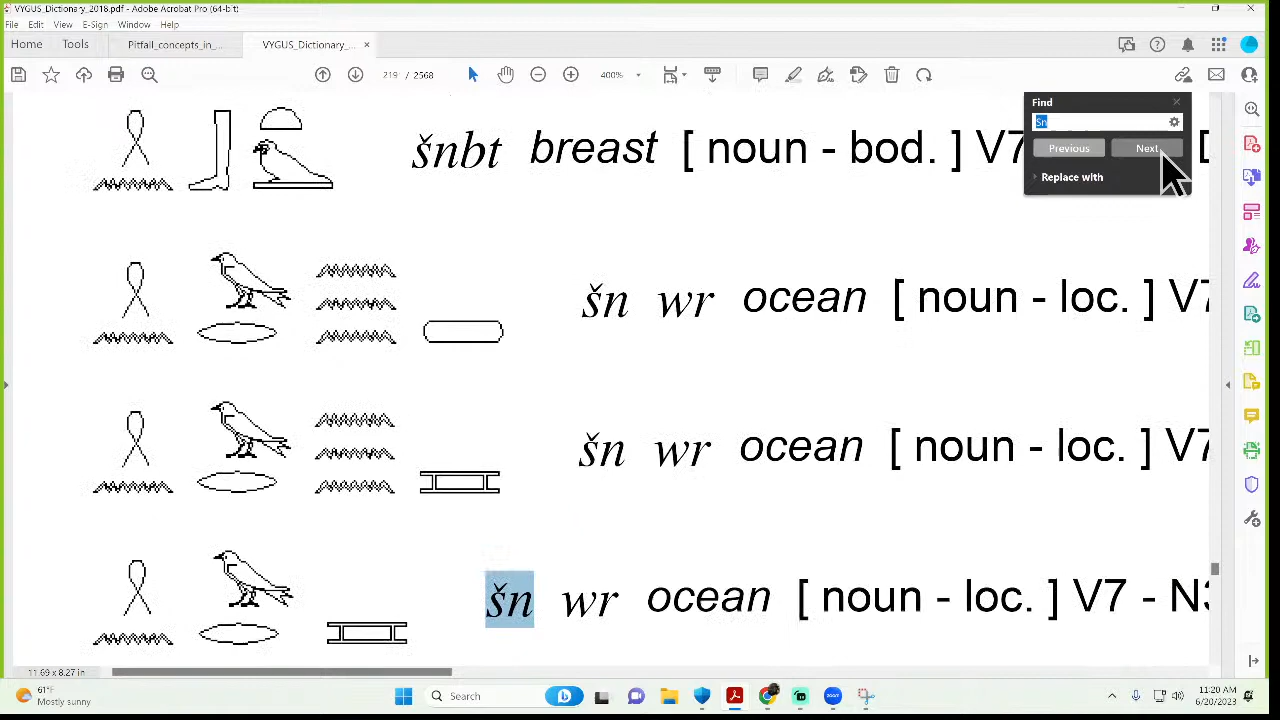 VYGUS_Dictionary_2018.pdf - Adobe Acrobat Pro (64-bit)
File Edit View E-Sign Window Help
Home Tools Pitfall_concepts_in_... VYGUS_Dictionary_...
219 / 2568 400%
Find
Sn
Previous Next
Replace with
šnbt breast [ noun - bod. ] V7
šn wr ocean [ noun - loc. ] V7
šn wr ocean [ noun - loc. ] V7
šn wr ocean [ noun - loc. ] V7 - N3
11.69 x 8.27 in
61°F
Mostly sunny
Search
11:20 AM
6/20/2023